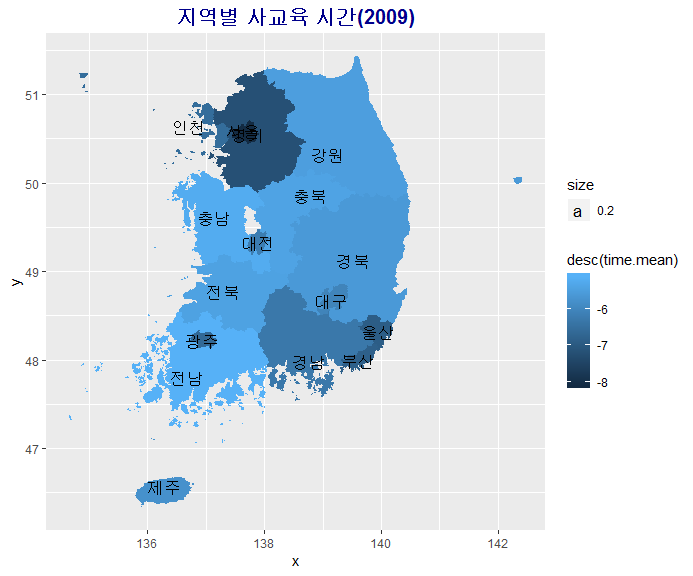 지역별 사교육 시간(2009)
51
50
49
48
47
y
인천
강원
충북
충남
대전
경북
전북
대구
울산
광주
경남 부산
전남
제주
136 138 140 142
x
size
a 0.2
desc(time.mean)
-6
-7
-8